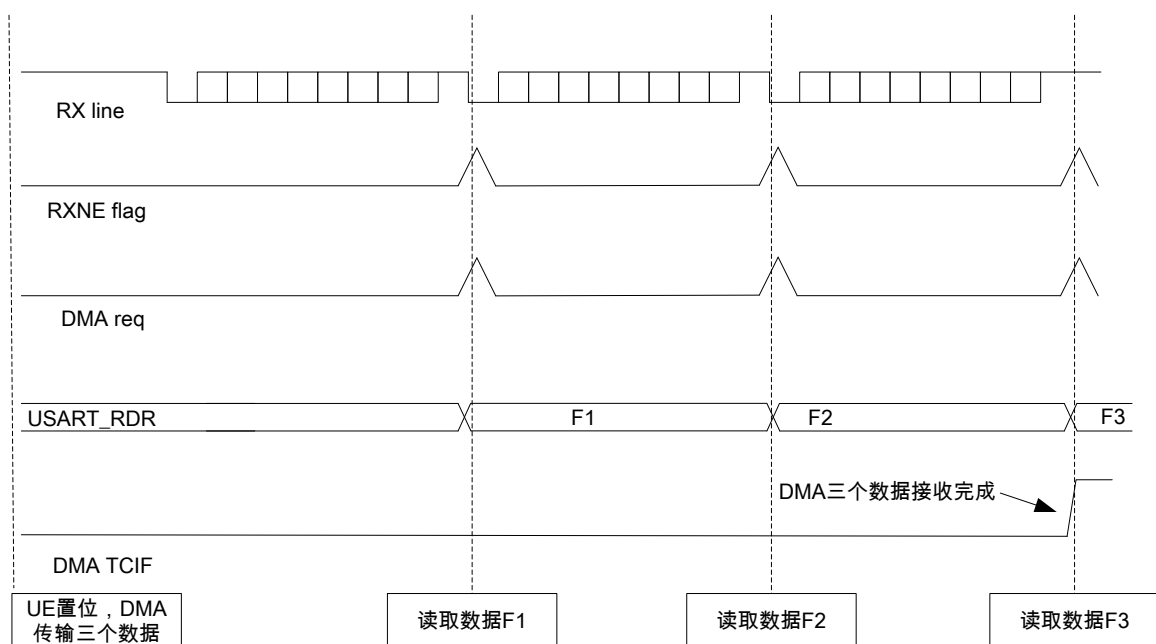 RX line
RXNE flag
DMA req
USART_RDR
F1
F2
F3
DMA三个数据接收完成
DMA TCIF
UE置位，DMA
传输三个数据
读取数据F1
读取数据F2
读取数据F3